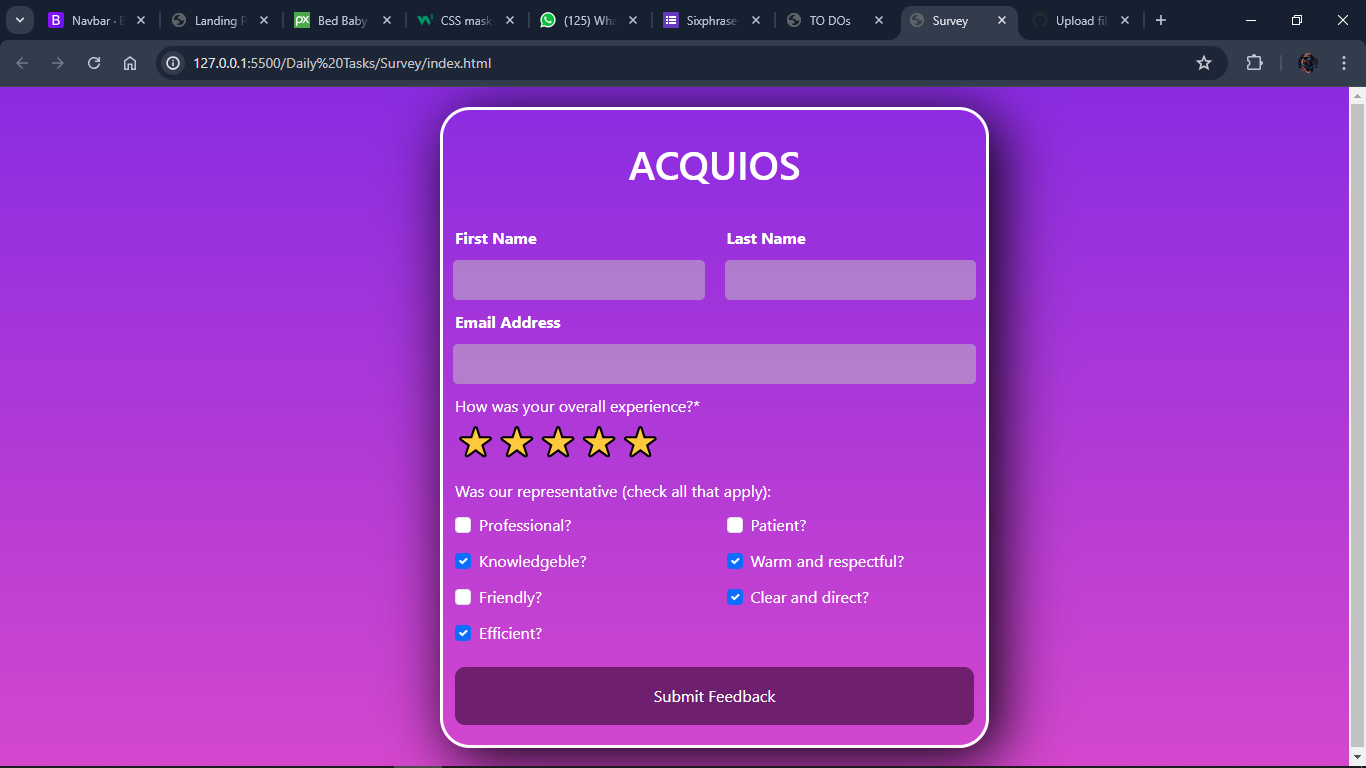 Navbar · B
Landing P
Bed Baby
CSS mask
(125) Wha
Sixphrase
TO DOs
Survey
Upload fil
127.0.0.1:5500/Daily%20Tasks/Survey/index.html
ACQUIOS
First Name Last Name
Email Address
How was your overall experience?*
Was our representative (check all that apply):
Professional? Patient?
Knowledgeble? Warm and respectful?
Friendly? Clear and direct?
Efficient?
Submit Feedback